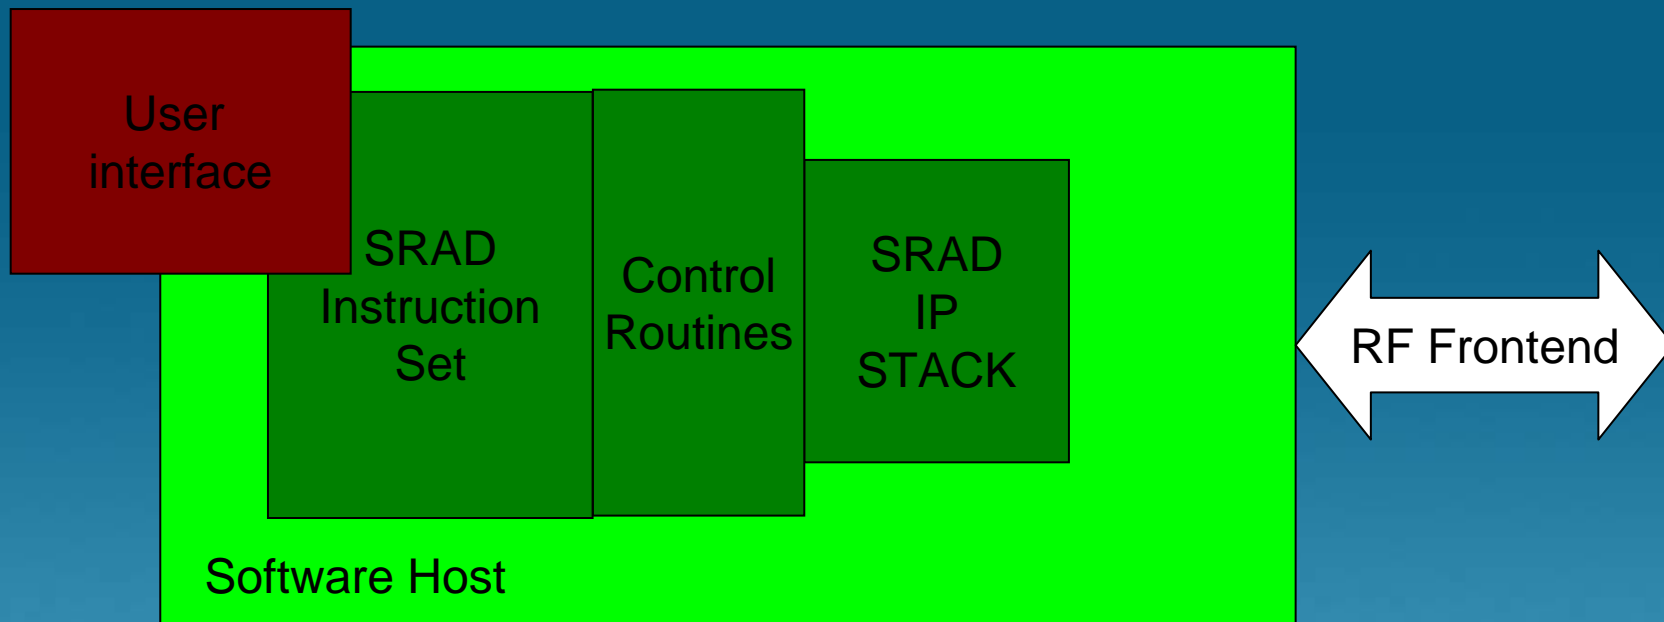 User
interface
SRAD
Instruction
Set
Control
Routines
SRAD
IP
STACK
RF Frontend
Software Host